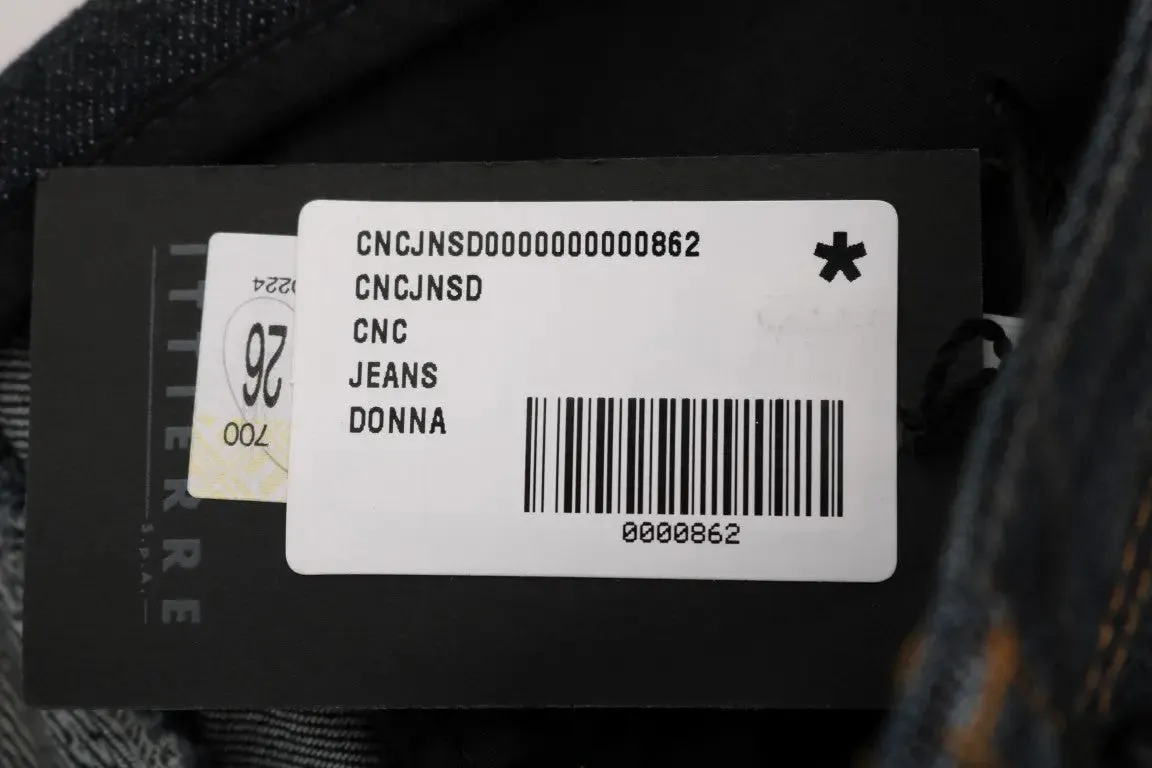 CNCJNSD0000000000862
CNCJNSD
CNC
JEANS
DONNA
*
0000862
26
700
ITTIERRE
S.P.A.